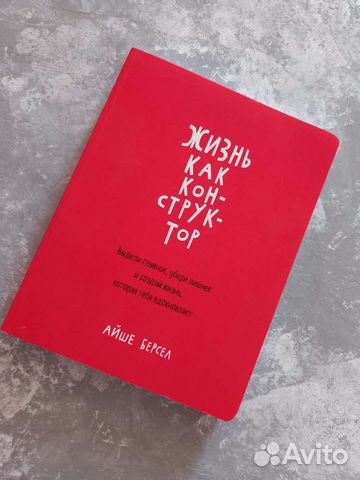 ЖИЗНЬ
КАК
КОН-
СТРУК-
ТОР
Выдели главное, убери лишнее
и создай жизнь,
которая тебя вдохновляет
АЙШЕ БЕРСЕЛ
Avito